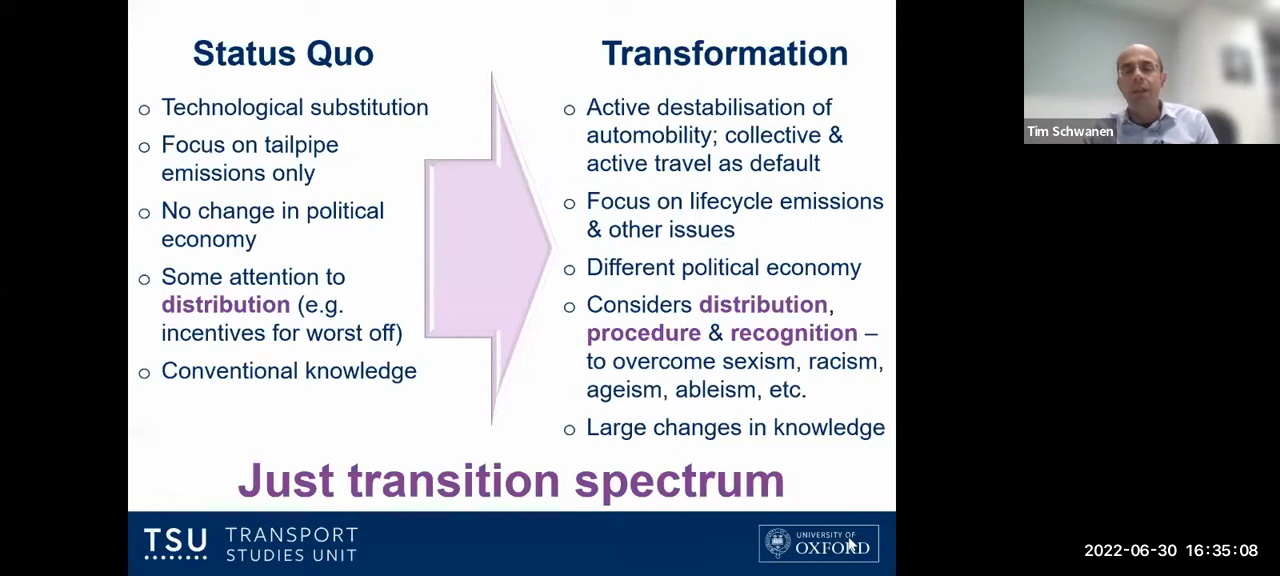 Status Quo
o Technological substitution
o Focus on tailpipe
emissions only
o No change in political
economy
o Some attention to
distribution (e.g.
incentives for worst off)
o Conventional knowledge
Transformation
o Active destabilisation of
automobility; collective &
active travel as default
o Focus on lifecycle emissions
& other issues
o Different political economy
o Considers distribution,
procedure & recognition –
to overcome sexism, racism,
ageism, ableism, etc.
o Large changes in knowledge
Just transition spectrum
TSU TRANSPORT
STUDIES UNIT
UNIVERSITY OF
OXFORD
Tim Schwanen
2022-06-30 16:35:08